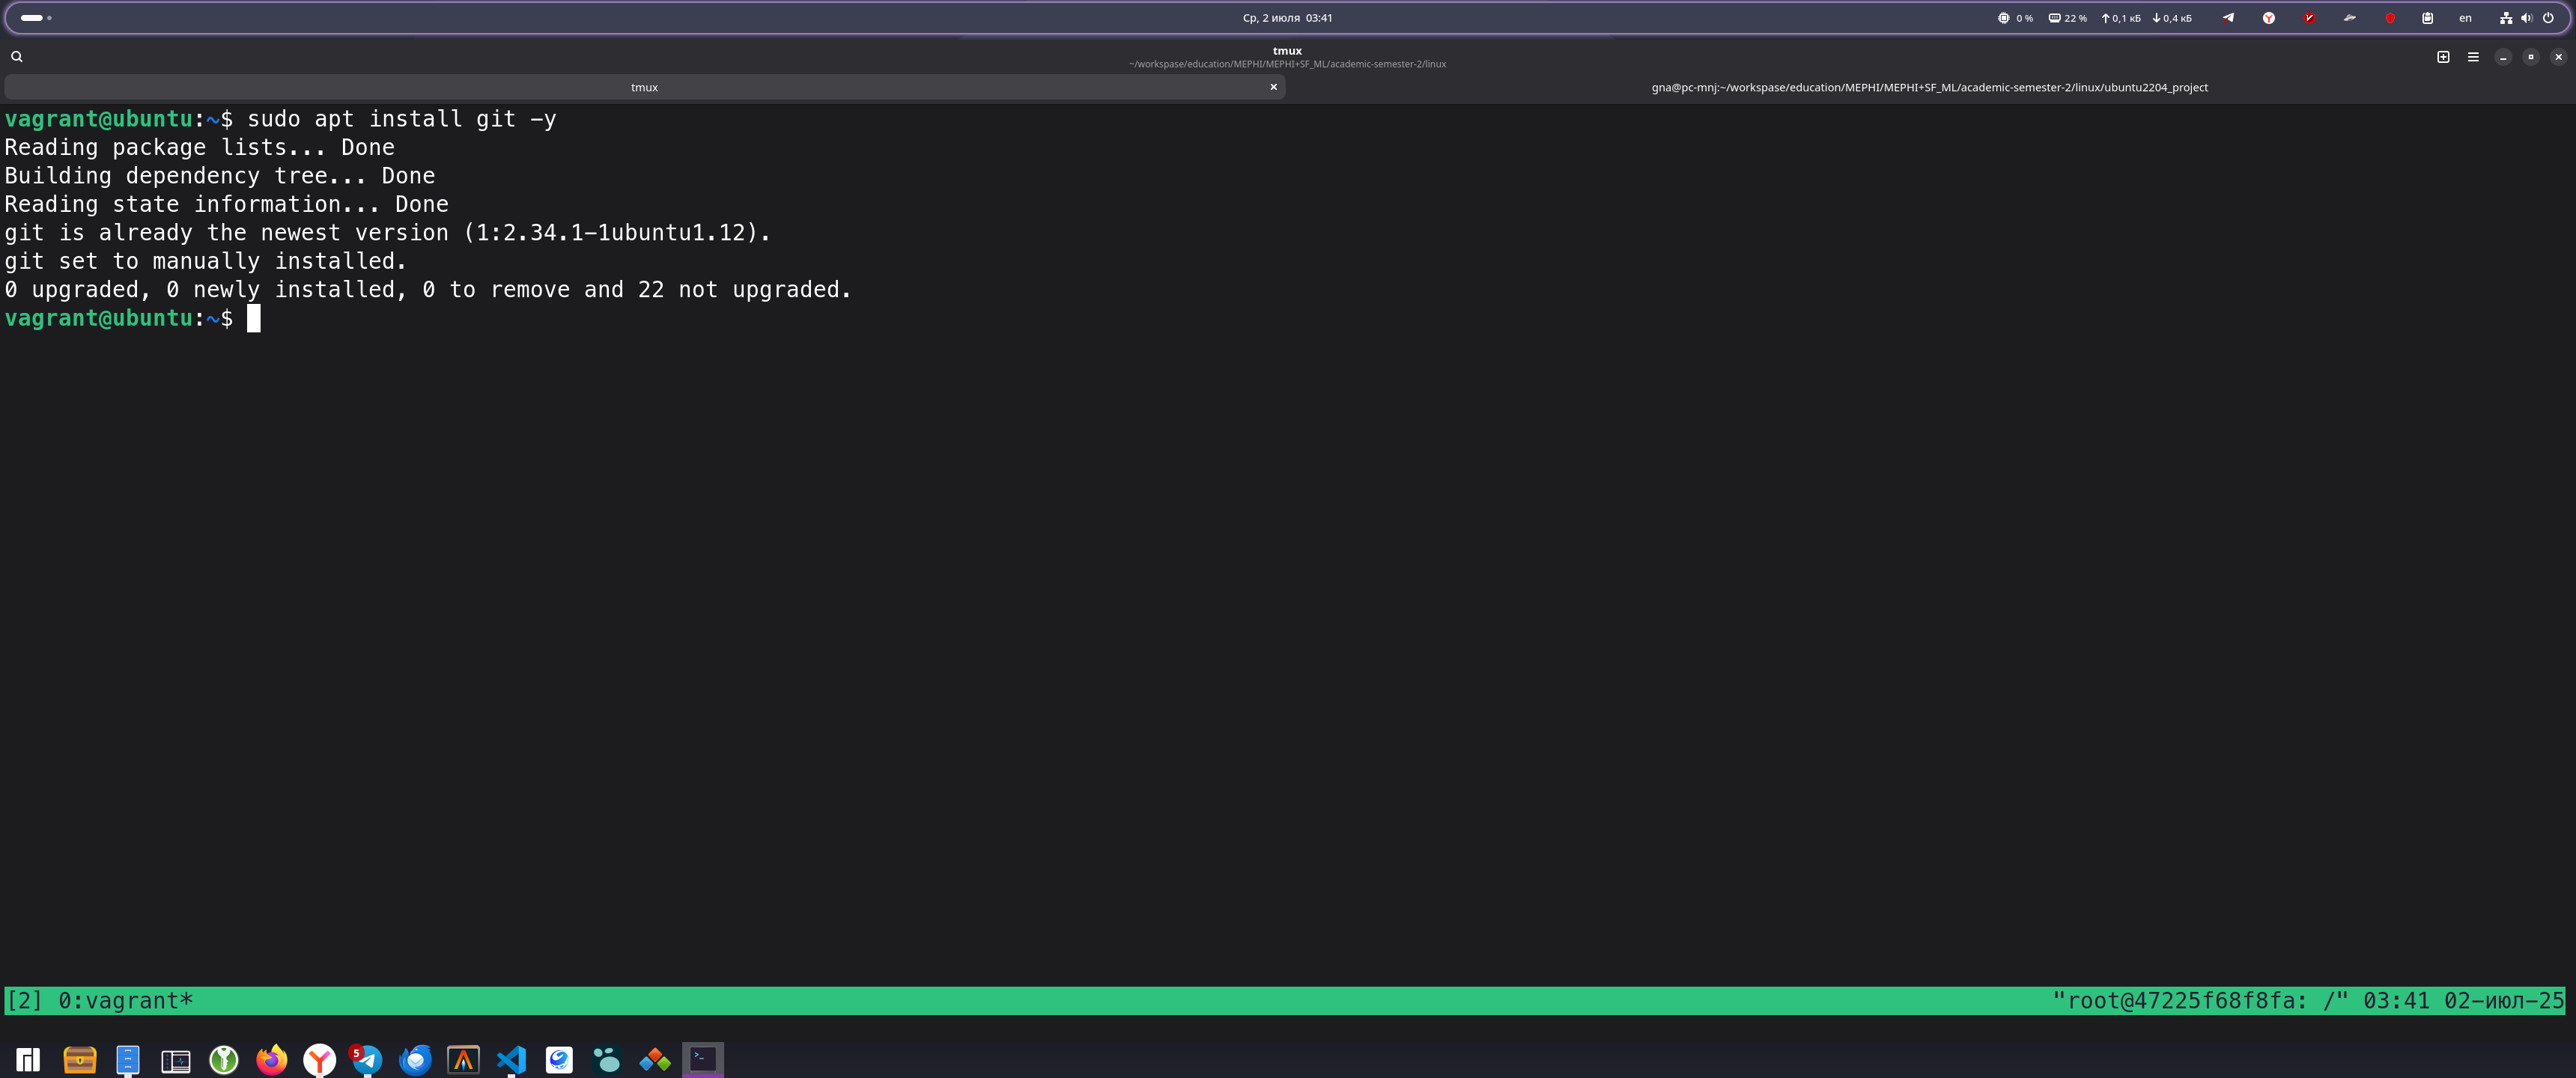 Ср, 2 июля 03:41
0 %
22 %
0,1 кБ
0,4 кБ
en
tmux
~/workspase/education/MEPHI/MEPHI+SF_ML/academic-semester-2/linux
tmux
gna@pc-mnj:~/workspase/education/MEPHI/MEPHI+SF_ML/academic-semester-2/linux/ubuntu2204_project
vagrant@ubuntu:~$ sudo apt install git -y
Reading package lists... Done
Building dependency tree... Done
Reading state information... Done
git is already the newest version (1:2.34.1-1ubuntu1.12).
git set to manually installed.
0 upgraded, 0 newly installed, 0 to remove and 22 not upgraded.
vagrant@ubuntu:~$
[2] 0:vagrant*
"root@47225f68f8fa: /" 03:41 02-июл-25
5